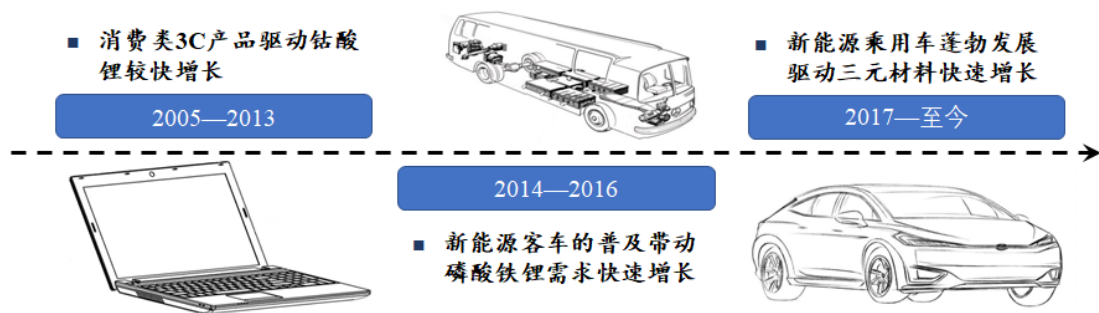 ■ 消费类3C产品驱动钴酸
锂较快增长
2005—2013
2014—2016
■ 新能源客车的普及带动
磷酸铁锂需求快速增长
■ 新能源乘用车蓬勃发展
驱动三元材料快速增长
2017—至今